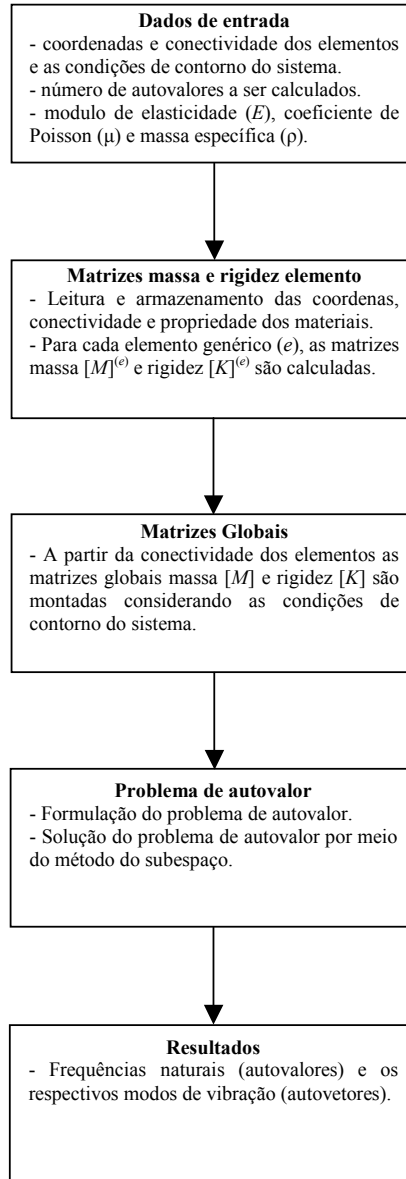 Dados de entrada
- coordenadas e conectividade dos elementos
e as condições de contorno do sistema.
- número de autovalores a ser calculados.
- modulo de elasticidade (E), coeficiente de
Poisson (μ) e massa específica (ρ).
Matrizes massa e rigidez elemento
- Leitura e armazenamento das coordenas,
conectividade e propriedade dos materiais.
- Para cada elemento genérico (e), as matrizes
massa [M]⁽ᵉ⁾ e rigidez [K]⁽ᵉ⁾ são calculadas.
Matrizes Globais
- A partir da conectividade dos elementos as
matrizes globais massa [M] e rigidez [K] são
montadas considerando as condições de
contorno do sistema.
Problema de autovalor
- Formulação do problema de autovalor.
- Solução do problema de autovalor por meio
do método do subespaço.
Resultados
- Frequências naturais (autovalores) e os
respectivos modos de vibração (autovetores).